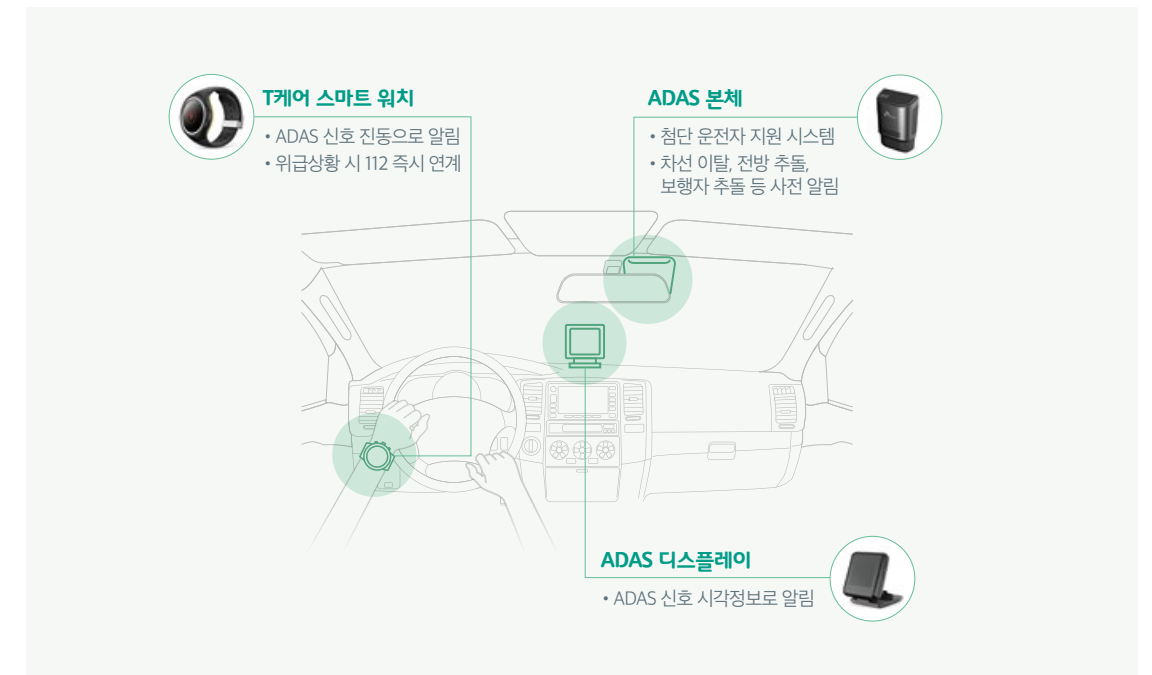 T케어 스마트 워치
• ADAS 신호 진동으로 알림
• 위급상황 시 112 즉시 연계
ADAS 본체
• 첨단 운전자 지원 시스템
• 차선 이탈, 전방 추돌,
보행자 추돌 등 사전 알림
ADAS 디스플레이
• ADAS 신호 시각정보로 알림